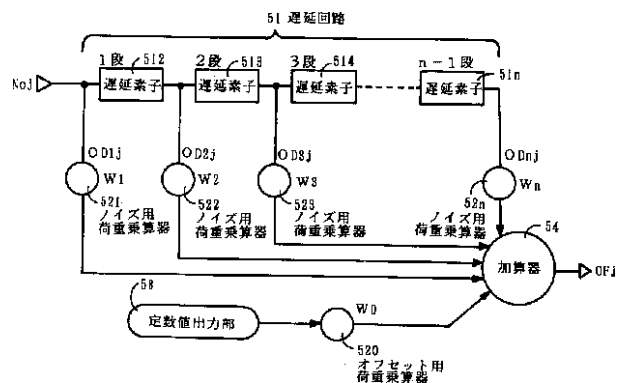 51 遅延回路
1段 512
2段 513
3段 514
n－1段 51n
Noj
遅延素子
遅延素子
遅延素子
遅延素子
OD1j
OD2j
OD3j
ODnj
W1
W2
W3
Wn
521
522
523
52n
ノイズ用
荷重乗算器
ノイズ用
荷重乗算器
ノイズ用
荷重乗算器
ノイズ用
荷重乗算器
54
加算器
OFj
53
定数値出力部
W0
520
オフセット用
荷重乗算器